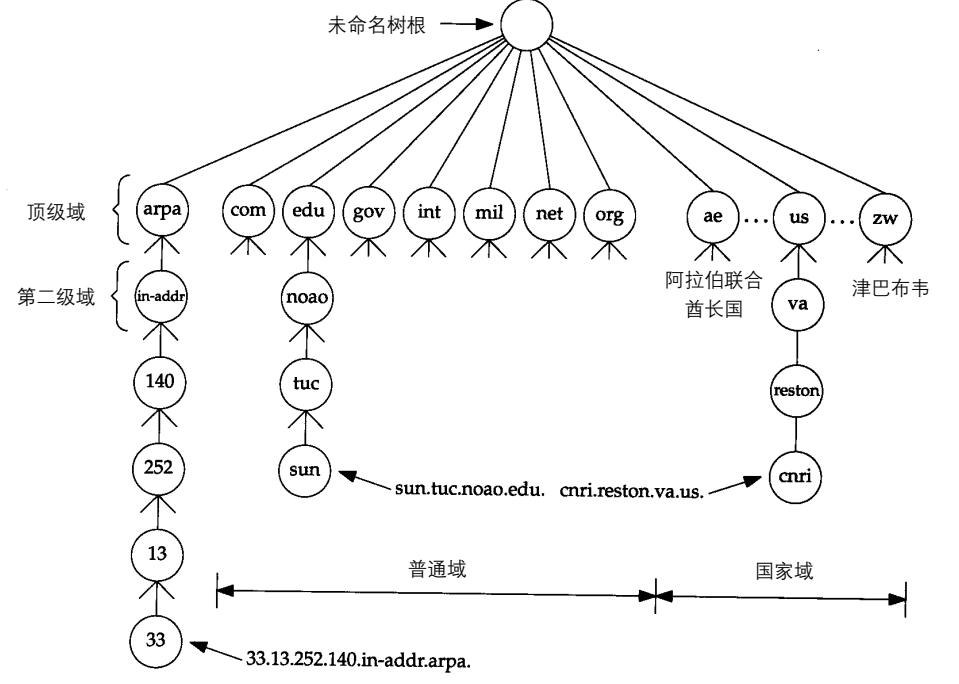 未命名树根
顶级域
arpa
com
edu
gov
int
mil
net
org
ae
...
us
...
zw
第二级域
in-addr
noao
阿拉伯联合
酋长国
va
津巴布韦
140
tuc
reston
252
sun
sun.tuc.noao.edu.
cnri.reston.va.us.
cnri
13
普通域
国家域
33
33.13.252.140.in-addr.arpa.